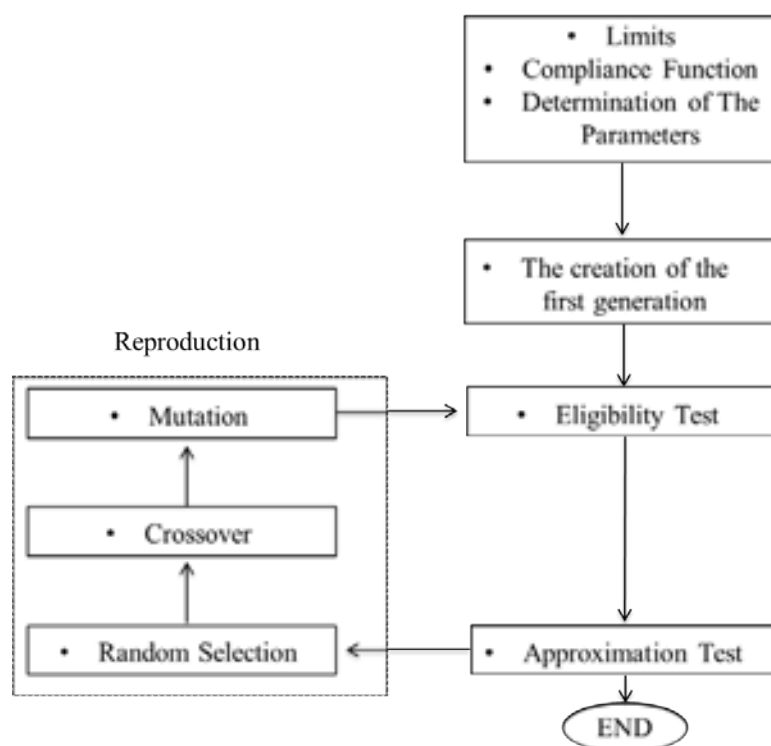 • Limits
• Compliance Function
• Determination of The
Parameters
• The creation of the
first generation
Reproduction
• Mutation
• Eligibility Test
• Crossover
• Random Selection
• Approximation Test
END